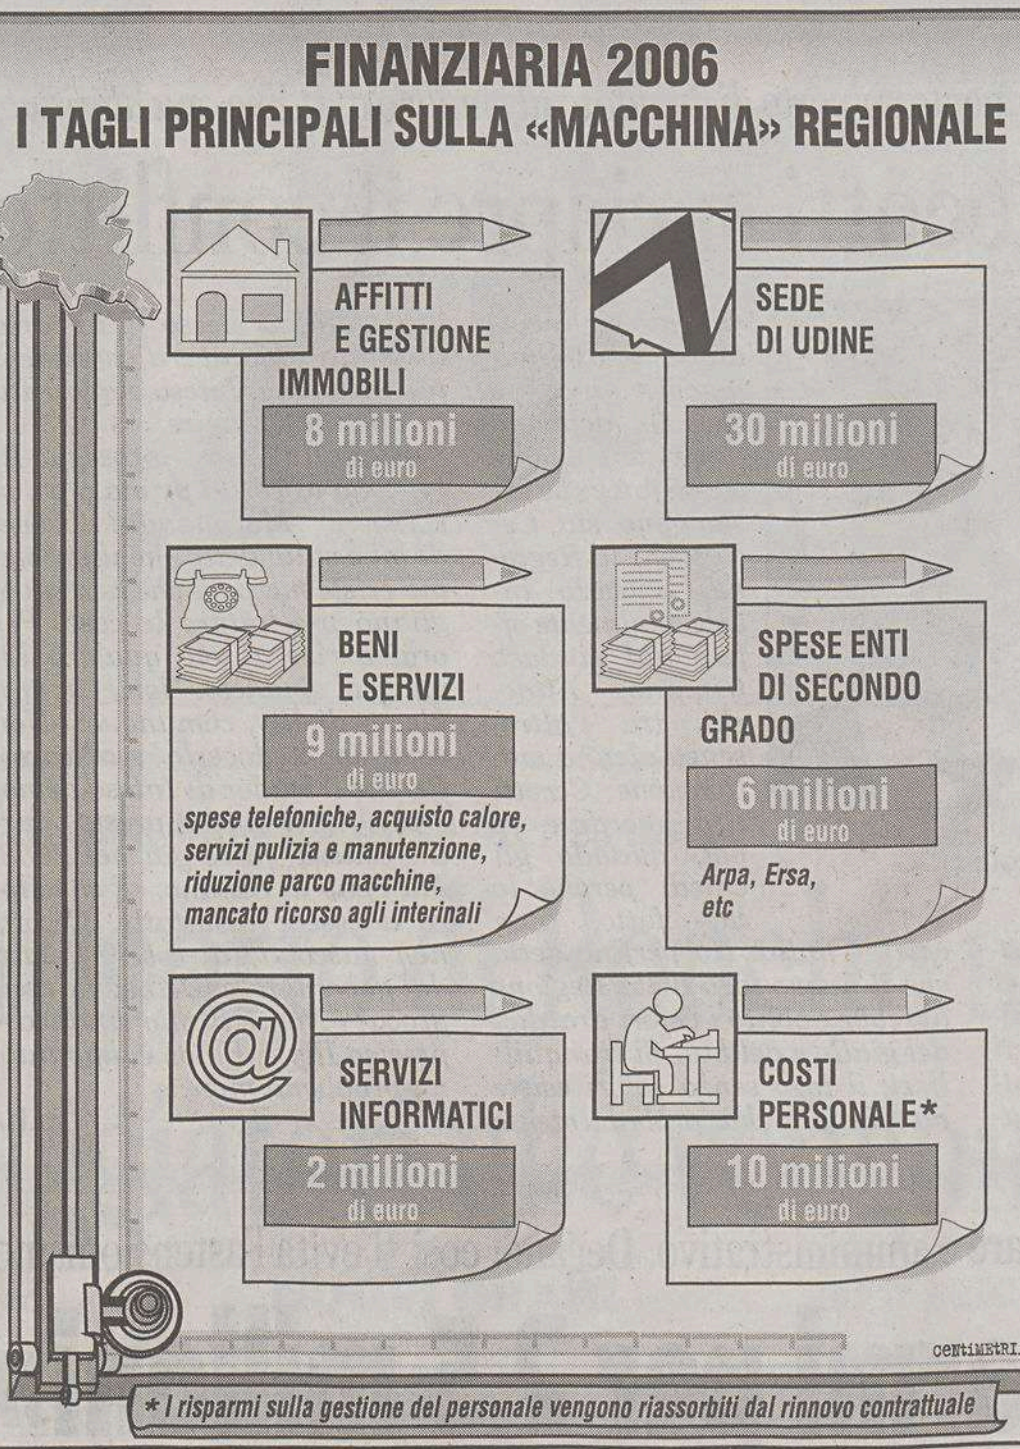 FINANZIARIA 2006
I TAGLI PRINCIPALI SULLA «MACCHINA» REGIONALE
AFFITTI
E GESTIONE
IMMOBILI
8 milioni
di euro
SEDE
DI UDINE
30 milioni
di euro
BENI
E SERVIZI
9 milioni
di euro
spese telefoniche, acquisto calore,
servizi pulizia e manutenzione,
riduzione parco macchine,
mancato ricorso agli interinali
SPESE ENTI
DI SECONDO
GRADO
6 milioni
di euro
Arpa, Ersa,
etc
@
SERVIZI
INFORMATICI
2 milioni
di euro
COSTI
PERSONALE*
10 milioni
di euro
CENTIMETRI
* I risparmi sulla gestione del personale vengono riassorbiti dal rinnovo contrattuale